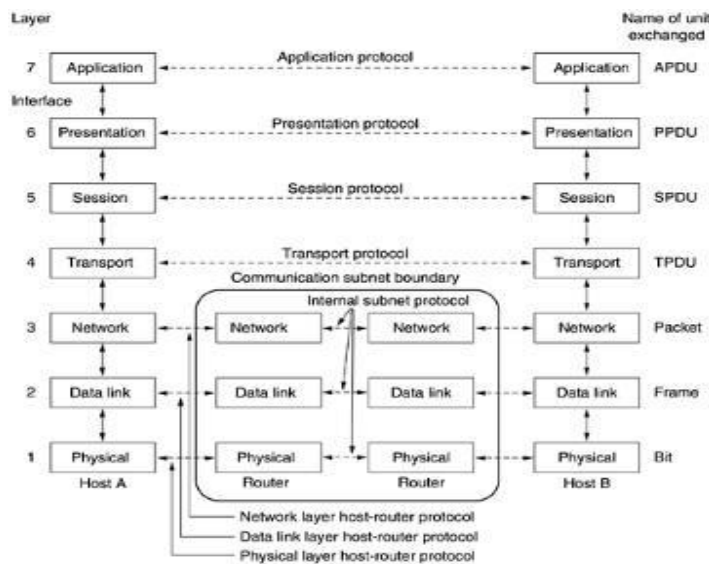 Layer
Name of unit exchanged
7 Application Application protocol Application APDU
Interface
6 Presentation Presentation protocol Presentation PPDU
5 Session Session protocol Session SPDU
4 Transport Transport protocol Transport TPDU
Communication subnet boundary
Internal subnet protocol
3 Network Network Network Network Packet
2 Data link Data link Data link Data link Frame
1 Physical Physical Physical Physical Bit
Host A Router Router Host B
Network layer host-router protocol
Data link layer host-router protocol
Physical layer host-router protocol